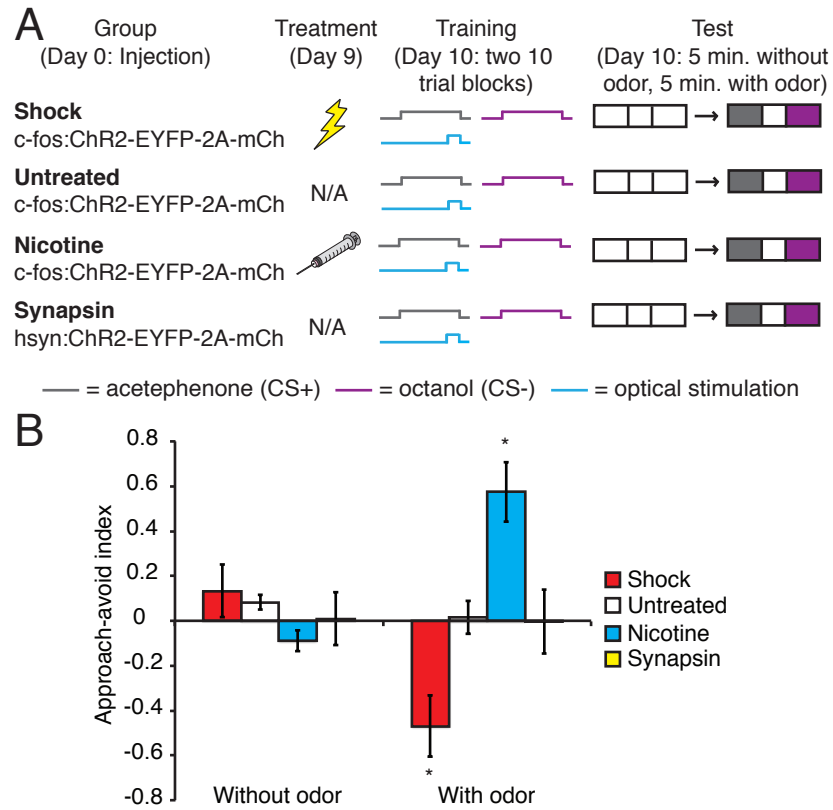 A
Group
(Day 0: Injection)
Treatment
(Day 9)
Training
(Day 10: two 10
trial blocks)
Test
(Day 10: 5 min. without
odor, 5 min. with odor)
Shock
c-fos:ChR2-EYFP-2A-mCh
Untreated
c-fos:ChR2-EYFP-2A-mCh
N/A
Nicotine
c-fos:ChR2-EYFP-2A-mCh
Synapsin
hsyn:ChR2-EYFP-2A-mCh
N/A
= acetephenone (CS+) = octanol (CS-) = optical stimulation
B
Approach-avoid index
0.8
0.6
0.4
0.2
0
-0.2
-0.4
-0.6
-0.8
*
*
Without odor
With odor
Shock
Untreated
Nicotine
Synapsin